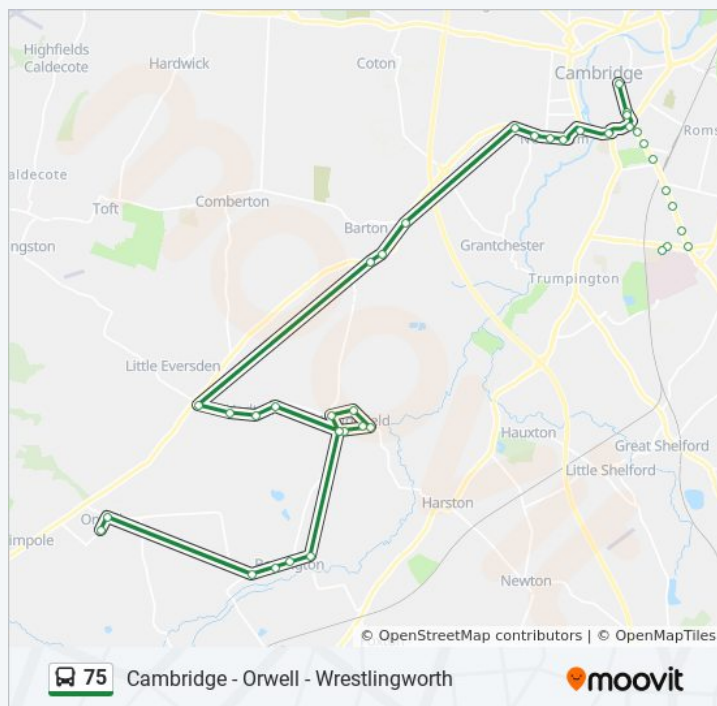 Highfields
Caldecote
Hardwick
Coton
Cambridge
Roms
aldecote
Comberton
Toft
ngston
Barton
Grantchester
Trumpington
Little Eversden
Hauxton
Great Shelford
Little Shelford
Harston
Or
impole
Newton
© OpenStreetMap contributors | © OpenMapTiles
75
Cambridge - Orwell - Wrestlingworth
moovit